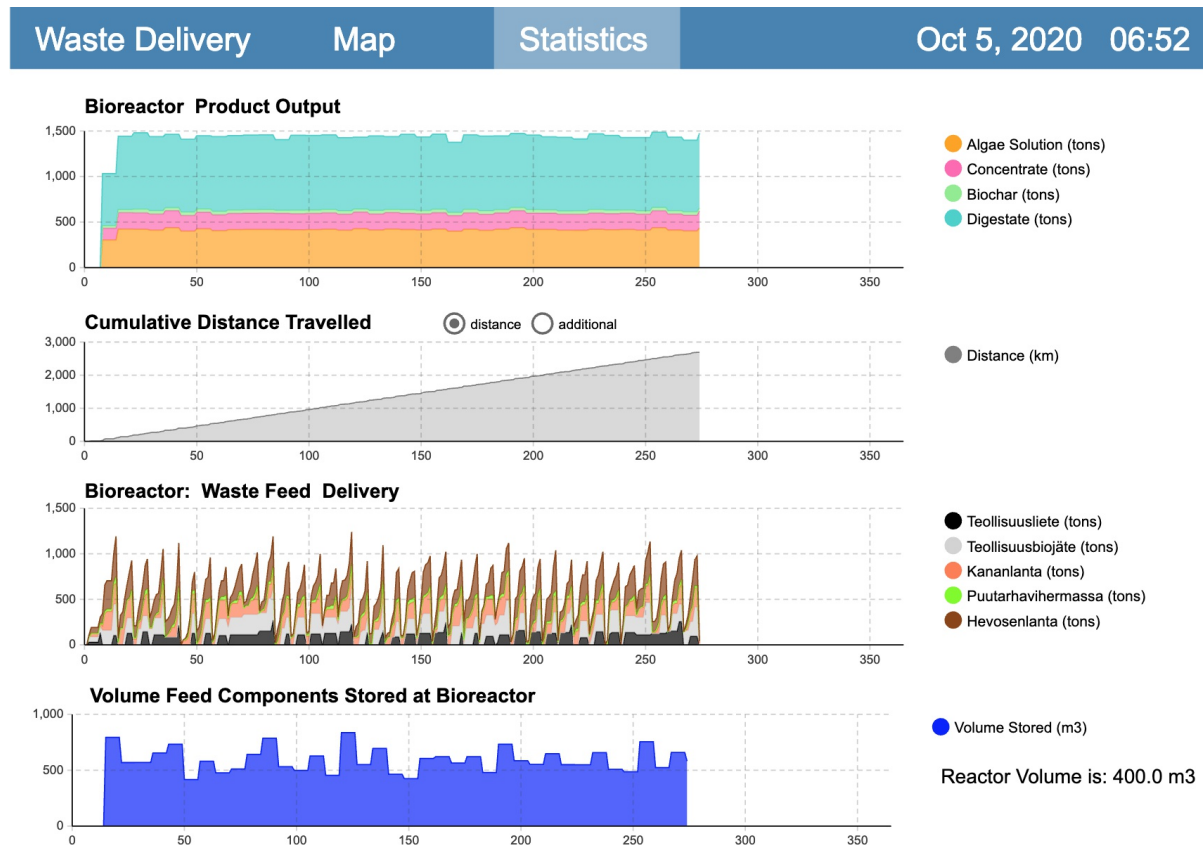 Waste Delivery Map Statistics Oct 5, 2020 06:52
Bioreactor Product Output
1,500
1,000
500
0
0 50 100 150 200 250 300 350
Algae Solution (tons)
Concentrate (tons)
Biochar (tons)
Digestate (tons)
Cumulative Distance Travelled distance additional
3,000
2,000
1,000
0
0 50 100 150 200 250 300 350
Distance (km)
Bioreactor: Waste Feed Delivery
1,500
1,000
500
0
0 50 100 150 200 250 300 350
Teollisuusliete (tons)
Teollisuusbiojäte (tons)
Kananlanta (tons)
Puutarhavihermassa (tons)
Hevosenlanta (tons)
Volume Feed Components Stored at Bioreactor
1,000
500
0
0 50 100 150 200 250 300 350
Volume Stored (m3)
Reactor Volume is: 400.0 m3